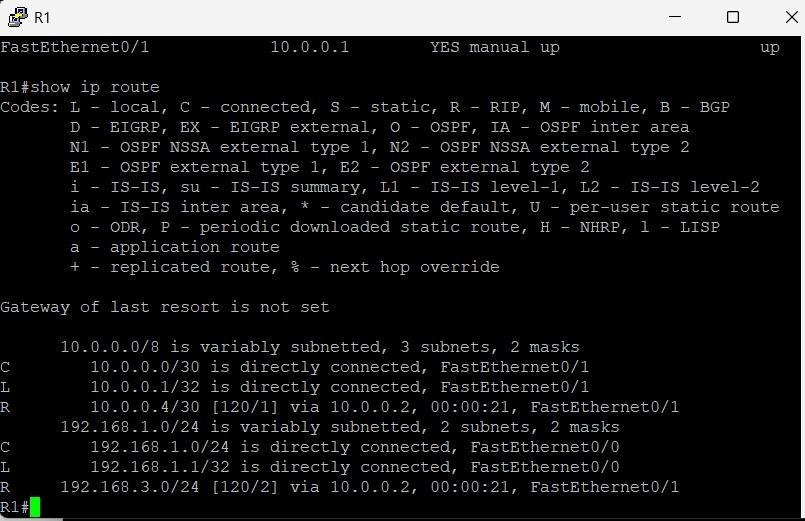 R1
FastEthernet0/1 10.0.0.1 YES manual up up
R1#show ip route
Codes: L - local, C - connected, S - static, R - RIP, M - mobile, B - BGP
D - EIGRP, EX - EIGRP external, O - OSPF, IA - OSPF inter area
N1 - OSPF NSSA external type 1, N2 - OSPF NSSA external type 2
E1 - OSPF external type 1, E2 - OSPF external type 2
i - IS-IS, su - IS-IS summary, L1 - IS-IS level-1, L2 - IS-IS level-2
ia - IS-IS inter area, * - candidate default, U - per-user static route
o - ODR, P - periodic downloaded static route, H - NHRP, l - LISP
a - application route
+ - replicated route, % - next hop override
Gateway of last resort is not set
10.0.0.0/8 is variably subnetted, 3 subnets, 2 masks
C 10.0.0.0/30 is directly connected, FastEthernet0/1
L 10.0.0.1/32 is directly connected, FastEthernet0/1
R 10.0.0.4/30 [120/1] via 10.0.0.2, 00:00:21, FastEthernet0/1
192.168.1.0/24 is variably subnetted, 2 subnets, 2 masks
C 192.168.1.0/24 is directly connected, FastEthernet0/0
L 192.168.1.1/32 is directly connected, FastEthernet0/0
R 192.168.3.0/24 [120/2] via 10.0.0.2, 00:00:21, FastEthernet0/1
R1#